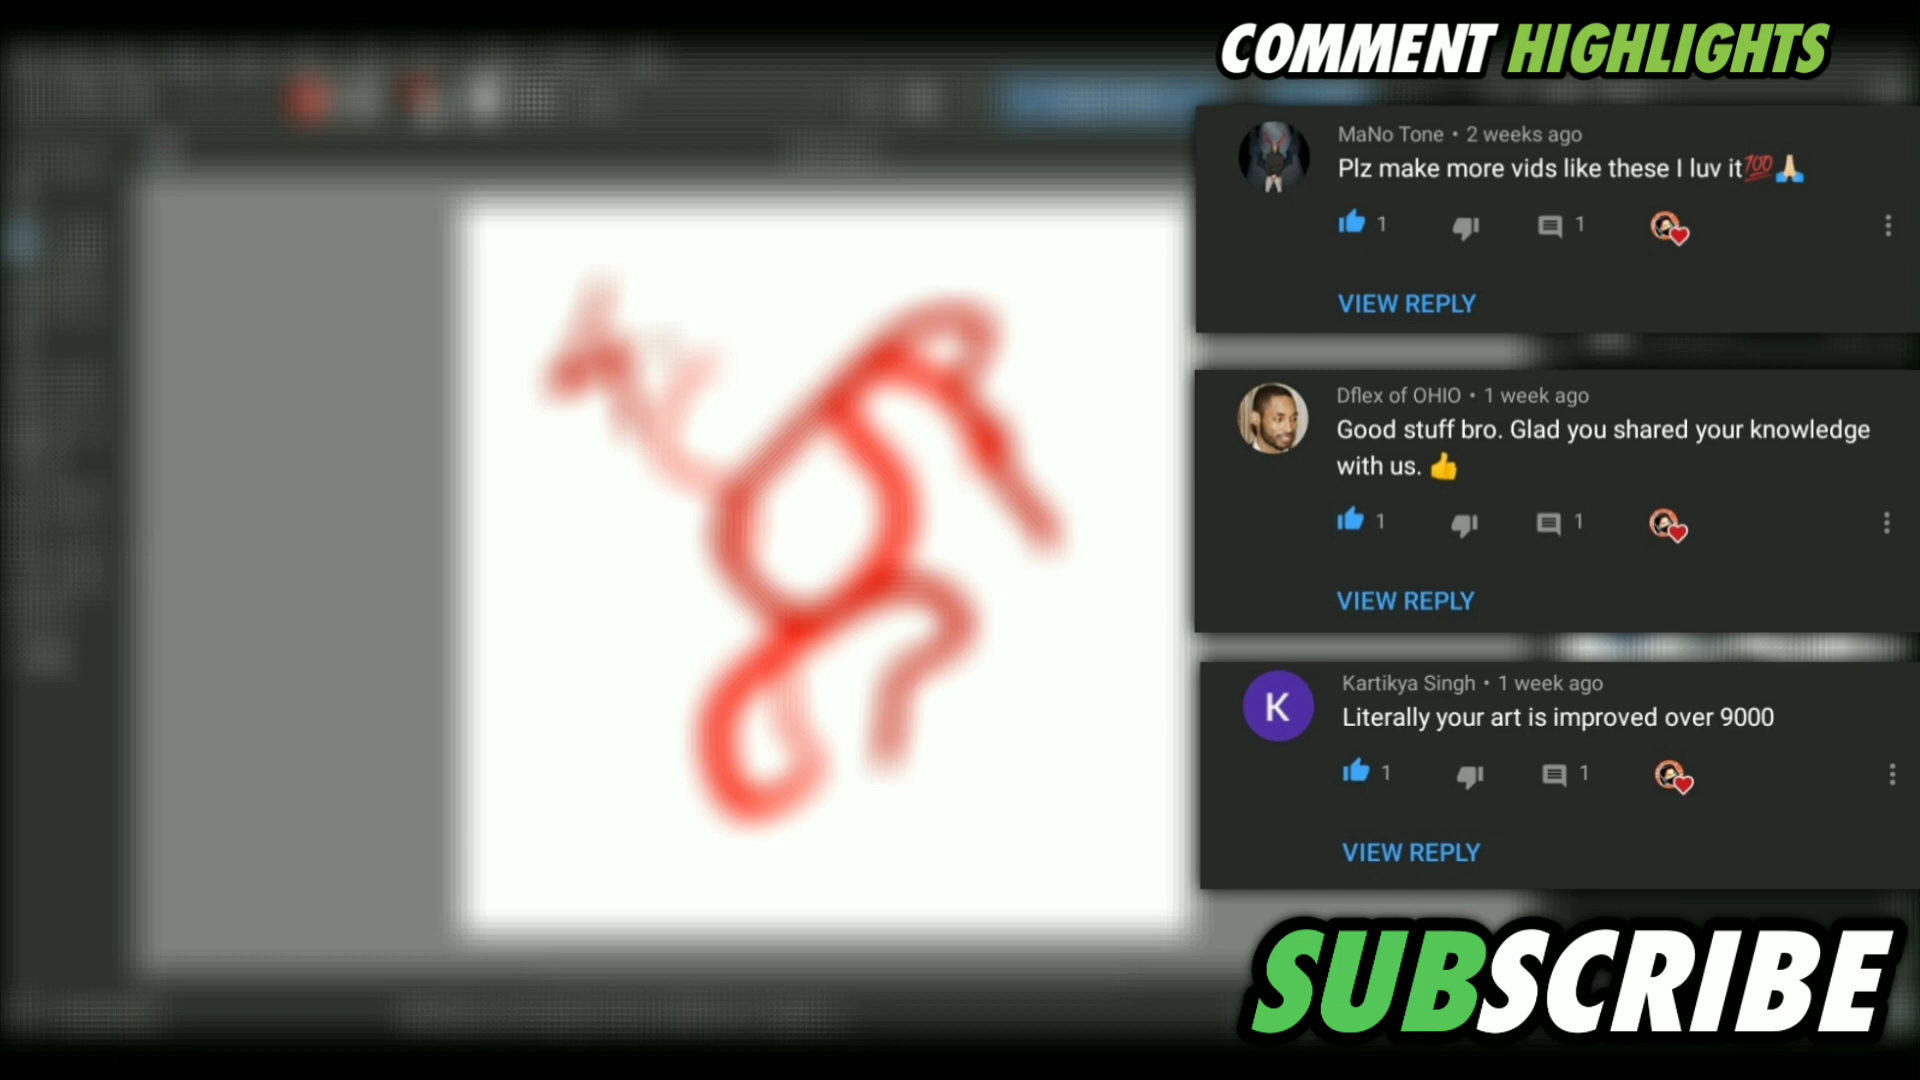 COMMENT HIGHLIGHTS
MaNo Tone • 2 weeks ago
Plz make more vids like these I luv it💯🙏🏻
1
1
VIEW REPLY
Dflex of OHIO • 1 week ago
Good stuff bro. Glad you shared your knowledge
with us. 👍
1
1
VIEW REPLY
K
Kartikya Singh • 1 week ago
Literally your art is improved over 9000
1
1
VIEW REPLY
SUBSCRIBE